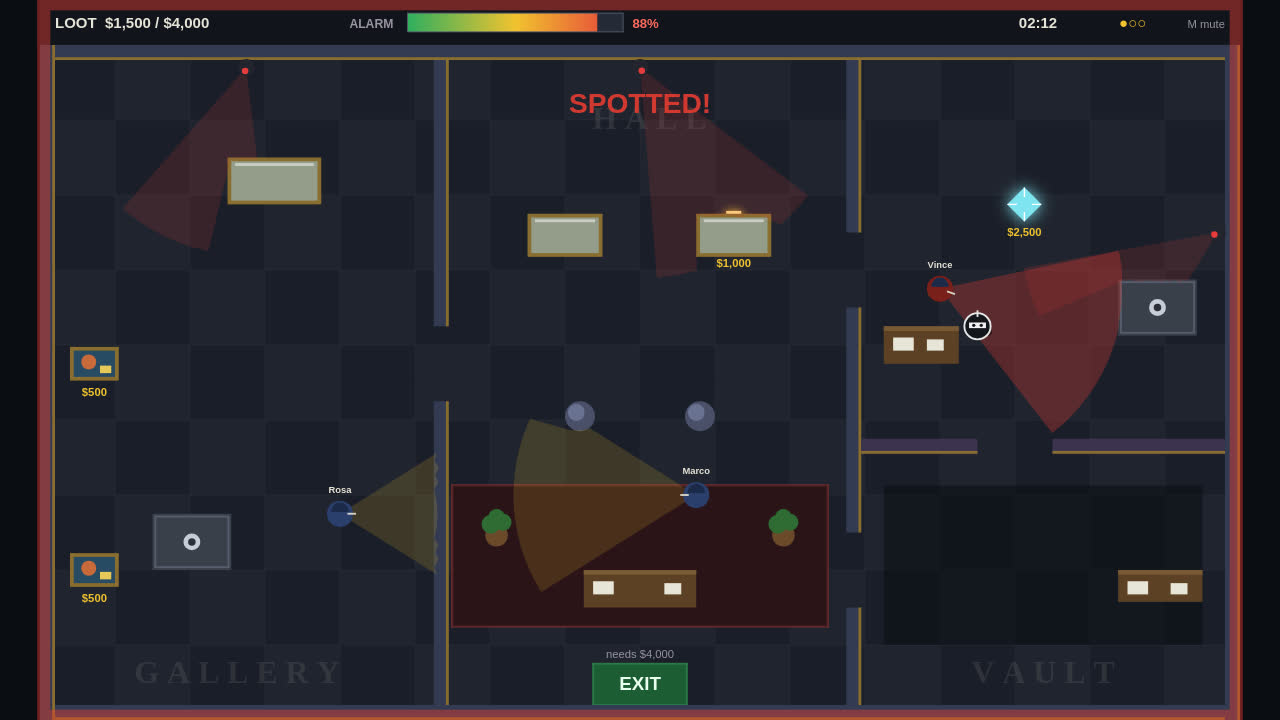 LOOT $1,500 / $4,000 ALARM 88% 02:12 M mute
SPOTTED!
HALL
$2,500
$1,000
Vince
$500
Marco
Rosa
$500
needs $4,000
GALLERY
EXIT
VAULT